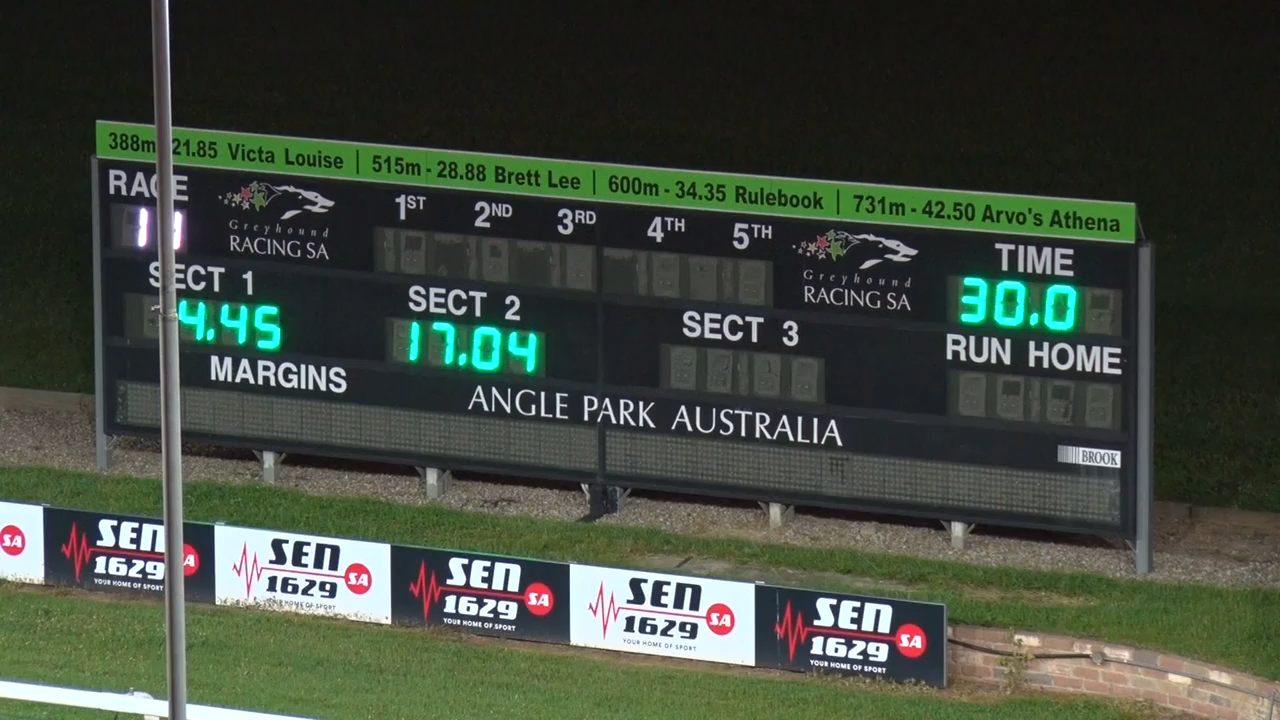 388m - 21.85 Victa Louise | 515m - 28.88 Brett Lee | 600m - 34.35 Rulebook | 731m - 42.50 Arvo's Athena
RACE
11
Greyhound
RACING SA
1ST 2ND 3RD 4TH 5TH
Greyhound
RACING SA
TIME
30.0
SECT 1
4.45
SECT 2
17.04
SECT 3
RUN HOME
MARGINS
ANGLE PARK AUSTRALIA
BROOK
SA
SEN
1629 SA
YOUR HOME OF SPORT
SEN
1629 SA
YOUR HOME OF SPORT
SEN
1629 SA
YOUR HOME OF SPORT
SEN
1629 SA
YOUR HOME OF SPORT
SEN
1629 SA
YOUR HOME OF SPORT